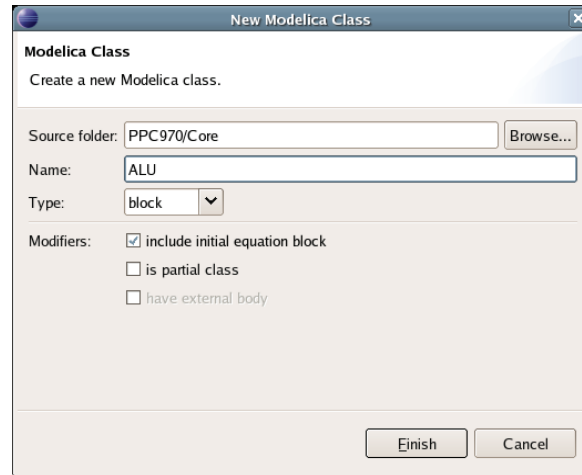 New Modelica Class
Modelica Class
Create a new Modelica class.
Source folder: PPC970/Core Browse...
Name: ALU
Type: block
Modifiers: include initial equation block
is partial class
have external body
Finish Cancel